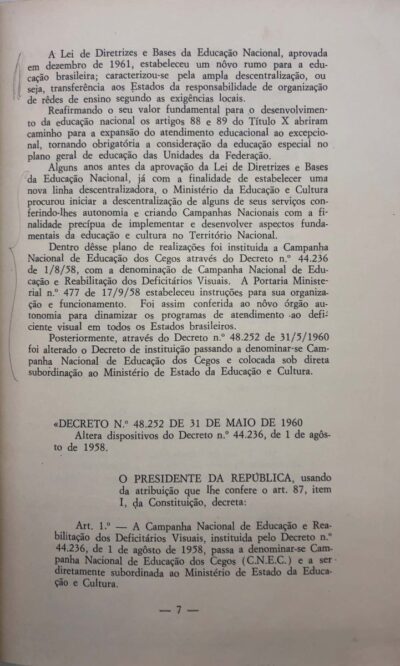 A Lei de Diretrizes e Bases da Educação Nacional, aprovada
em dezembro de 1961, estabeleceu um nôvo rumo para a edu-
cação brasileira; caracterizou-se pela ampla descentralização, ou
seja, transferência aos Estados da responsabilidade de organização
de rêdes de ensino segundo as exigências locais.
Reafirmando o seu valor fundamental para o desenvolvimen-
to da educação nacional os artigos 88 e 89 do Título X abriram
caminho para a expansão do atendimento educacional ao excepcio-
nal, tornando obrigatória a consideração da educação especial no
plano geral de educação das Unidades da Federação.
Alguns anos antes da aprovação da Lei de Diretrizes e Bases
da Educação Nacional, já com a finalidade de estabelecer uma
nova linha descentralizadora, o Ministério da Educação e Cultura
procurou iniciar a descentralização de alguns de seus serviços con-
ferindo-lhes autonomia e criando Campanhas Nacionais com a fi-
nalidade precípua de implementar e desenvolver aspectos funda-
mentais da educação e cultura no Território Nacional.
Dentro dêsse plano de realizações foi instituída a Campanha
Nacional de Educação dos Cegos através do Decreto n.º 44.236
de 1/8/58, com a denominação de Campanha Nacional de Edu-
cação e Reabilitação dos Deficitários Visuais. A Portaria Ministe-
rial n.º 477 de 17/9/58 estabeleceu instruções para sua organiza-
ção e funcionamento. Foi assim conferida ao nôvo órgão au-
tonomia para dinamizar os programas de atendimento ao defi-
ciente visual em todos os Estados brasileiros.
Posteriormente, através do Decreto n.º 48.252 de 31/5/1960
foi alterado o Decreto de instituição passando a denominar-se Cam-
panha Nacional de Educação dos Cegos e colocada sob direta
subordinação ao Ministério de Estado da Educação e Cultura.
«DECRETO N.º 48.252 DE 31 DE MAIO DE 1960
Altera dispositivos do Decreto n.º 44.236, de 1 de agôs-
to de 1958.
O PRESIDENTE DA REPÚBLICA, usando
da atribuição que lhe confere o art. 87, item
I, da Constituição, decreta:
Art. 1.º — A Campanha Nacional de Educação e Rea-
bilitação dos Deficitários Visuais, instituída pelo Decreto n.º
44.236, de 1 de agôsto de 1958, passa a denominar-se Cam-
panha Nacional de Educação dos Cegos (C.N.E.C.) e a ser
diretamente subordinada ao Ministério de Estado da Educa-
ção e Cultura.
— 7 —